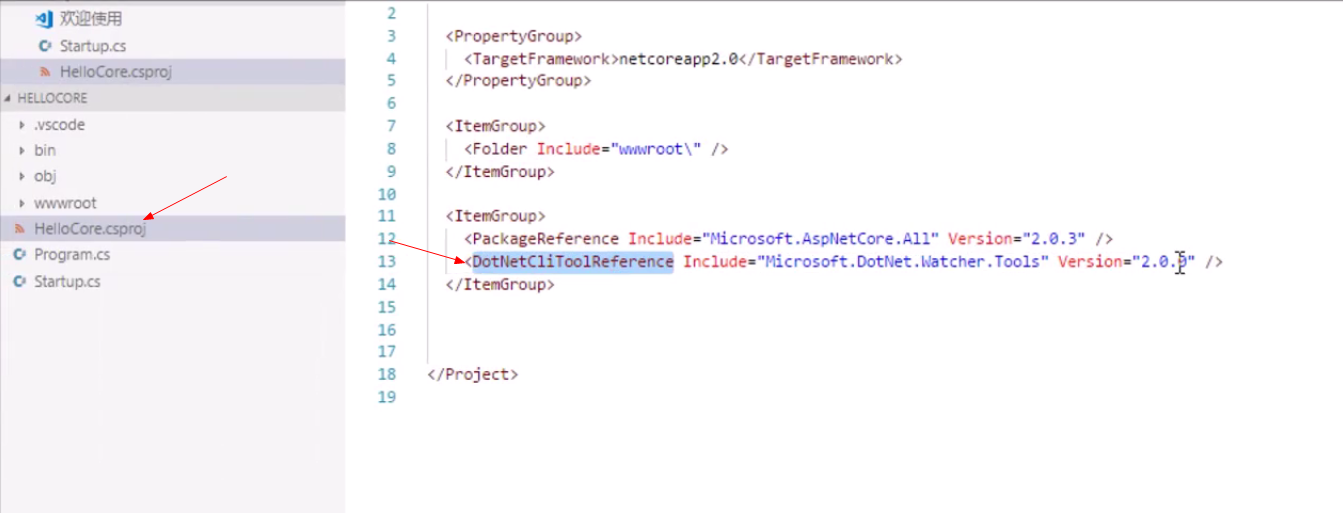 欢迎使用
Startup.cs
HelloCore.csproj
HELLOCORE
.vscode
bin
obj
wwwroot
HelloCore.csproj
Program.cs
Startup.cs
2
3 <PropertyGroup>
4 <TargetFramework>netcoreapp2.0</TargetFramework>
5 </PropertyGroup>
6
7 <ItemGroup>
8 <Folder Include="wwwroot\" />
9 </ItemGroup>
10
11 <ItemGroup>
12 <PackageReference Include="Microsoft.AspNetCore.All" Version="2.0.3" />
13 <DotNetCliToolReference Include="Microsoft.DotNet.Watcher.Tools" Version="2.0.0" />
14 </ItemGroup>
15
16
17
18 </Project>
19